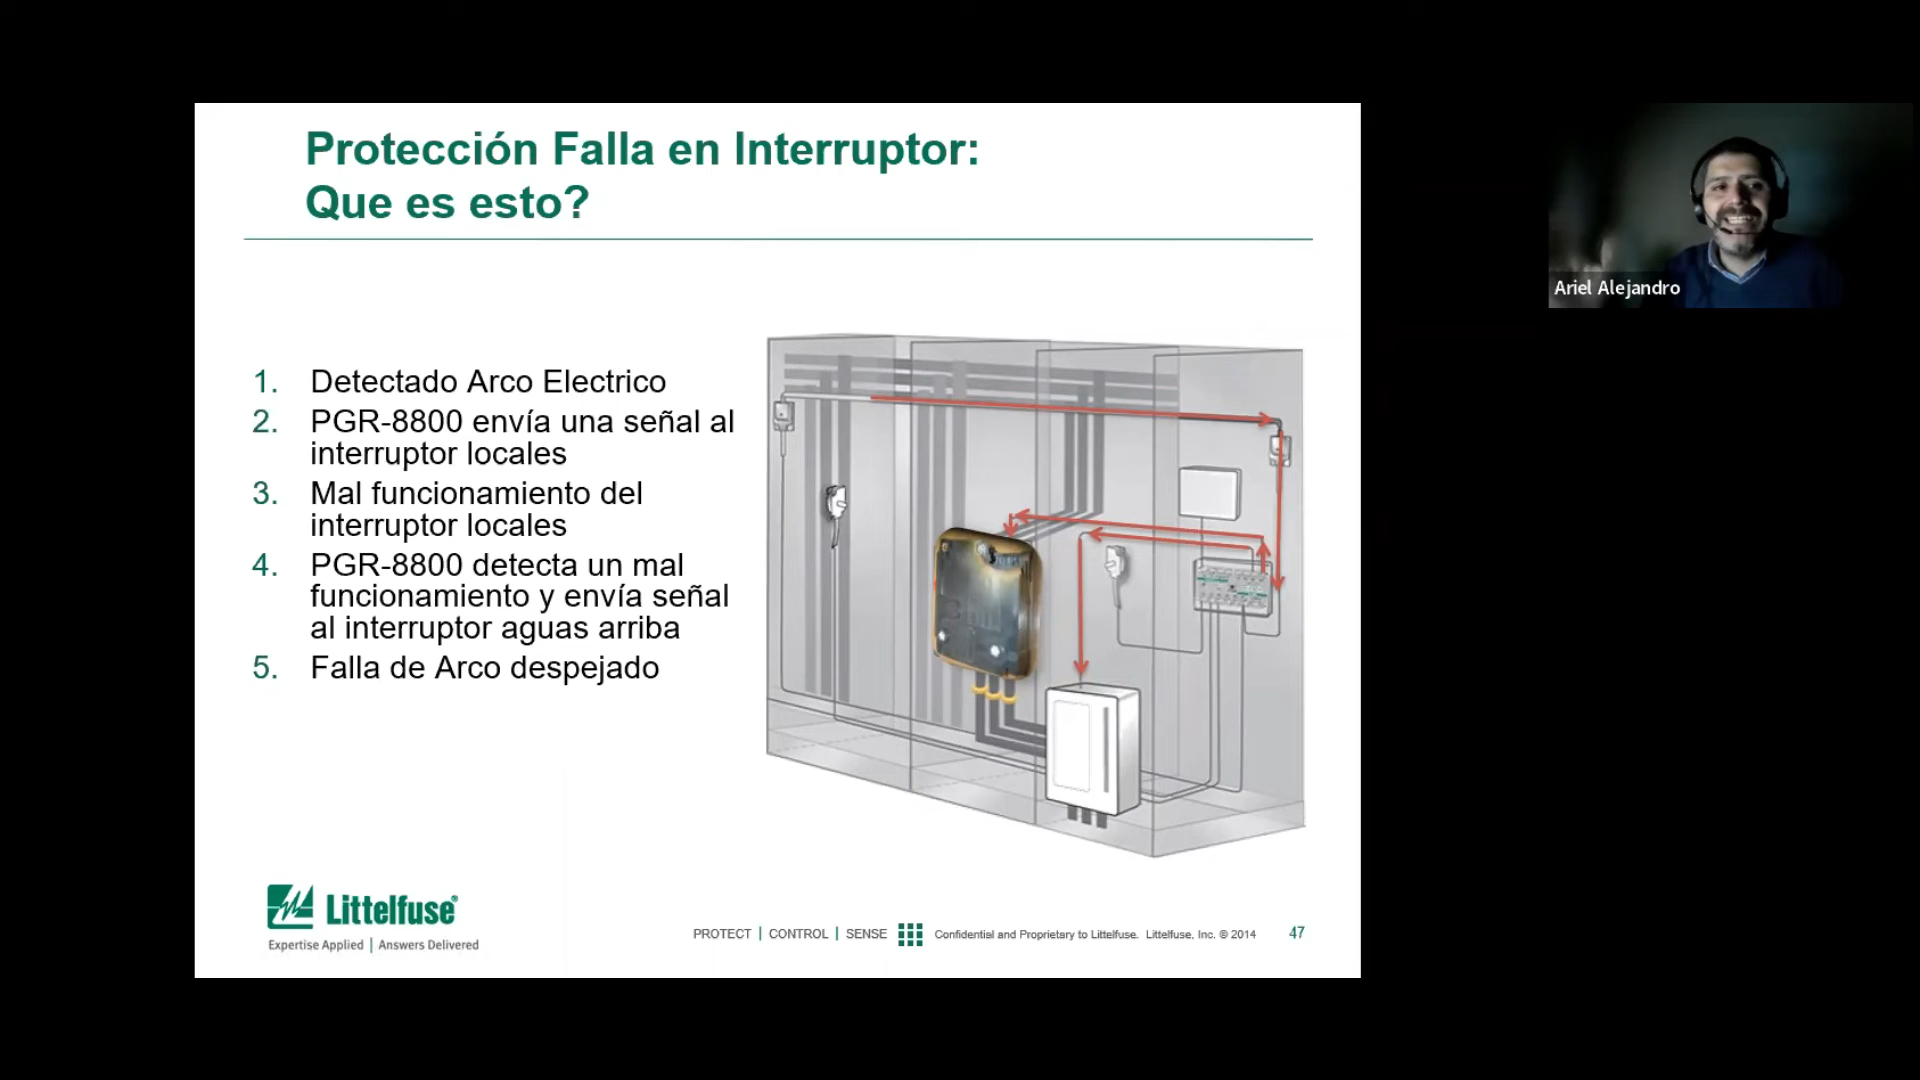 Protección Falla en Interruptor:
Que es esto?
1. Detectado Arco Electrico
2. PGR-8800 envía una señal al
interruptor locales
3. Mal funcionamiento del
interruptor locales
4. PGR-8800 detecta un mal
funcionamiento y envía señal
al interruptor aguas arriba
5. Falla de Arco despejado
Littelfuse®
Expertise Applied | Answers Delivered
PROTECT | CONTROL | SENSE
Confidential and Proprietary to Littelfuse. Littelfuse, Inc. © 2014
47
Ariel Alejandro